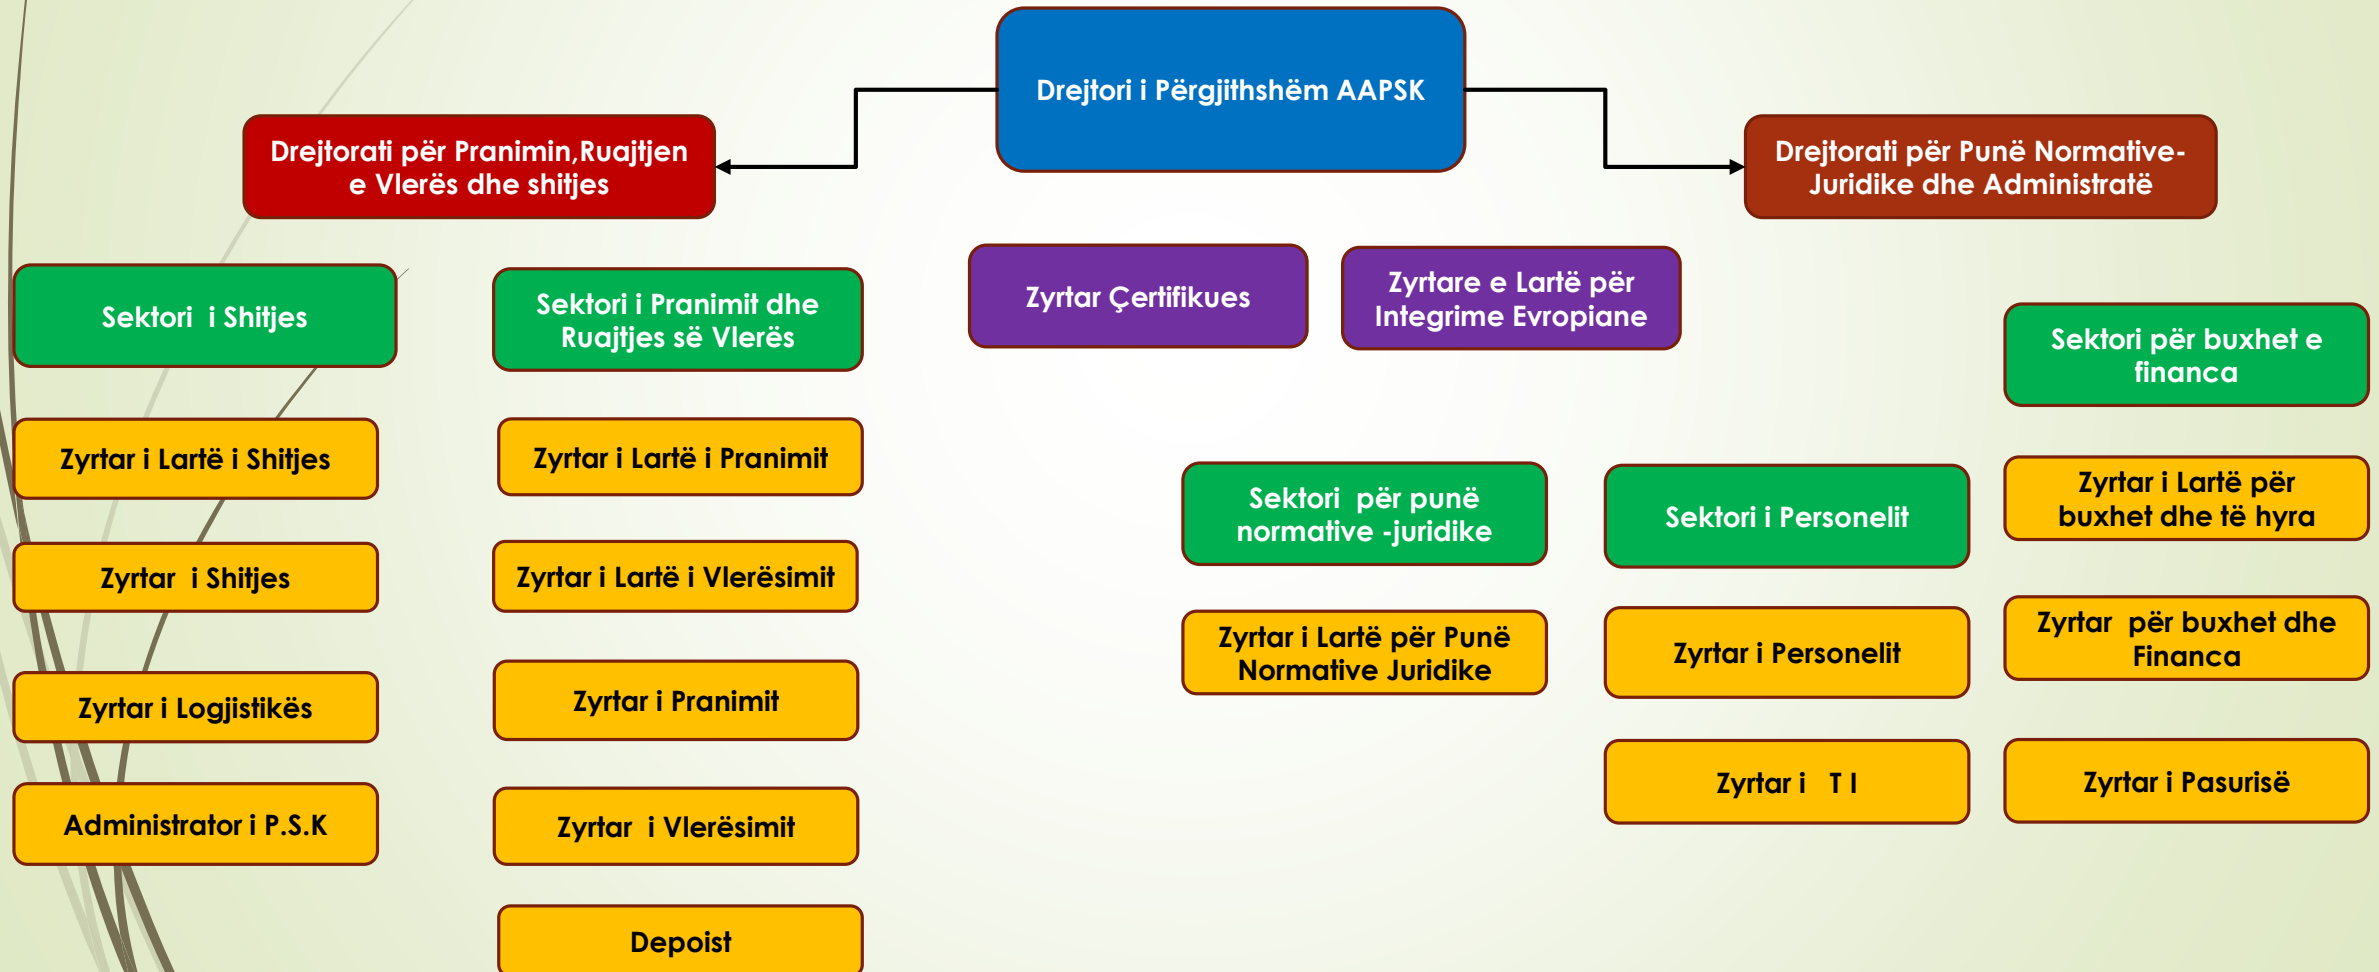 Drejtori i Përgjithshëm AAPSK
Drejtorati për Pranimin,Ruajtjen
e Vlerës dhe shitjes
Drejtorati për Punë Normative-
Juridike dhe Administratë
Zyrtar Çertifikues
Zyrtare e Lartë për
Integrime Evropiane
Sektori i Shitjes
Zyrtar i Lartë i Shitjes
Zyrtar i Shitjes
Zyrtar i Logjistikës
Administrator i P.S.K
Sektori i Pranimit dhe
Ruajtjes së Vlerës
Zyrtar i Lartë i Pranimit
Zyrtar i Lartë i Vlerësimit
Zyrtar i Pranimit
Zyrtar i Vlerësimit
Depoist
Sektori për punë
normative -juridike
Zyrtar i Lartë për Punë
Normative Juridike
Sektori i Personelit
Zyrtar i Personelit
Zyrtar i T I
Sektori për buxhet e
financa
Zyrtar i Lartë për
buxhet dhe të hyra
Zyrtar për buxhet dhe
Financa
Zyrtar i Pasurisë